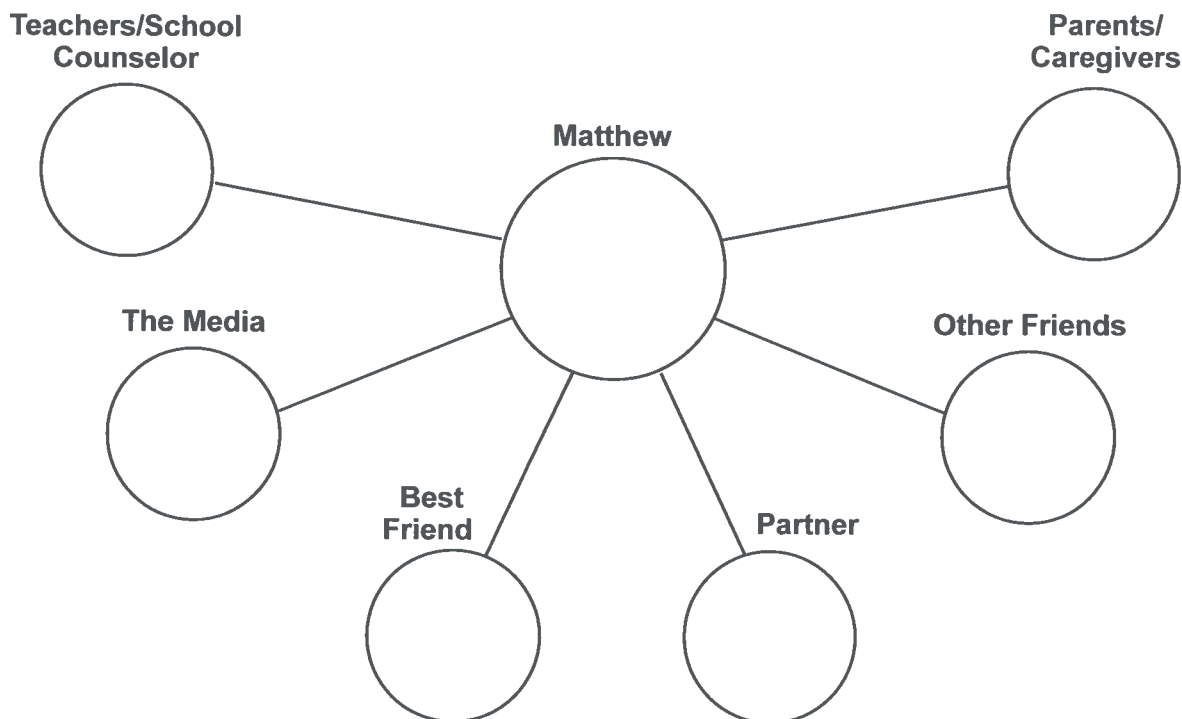 Teachers/School
Counselor
Parents/
Caregivers
Matthew
The Media
Other Friends
Best
Friend
Partner